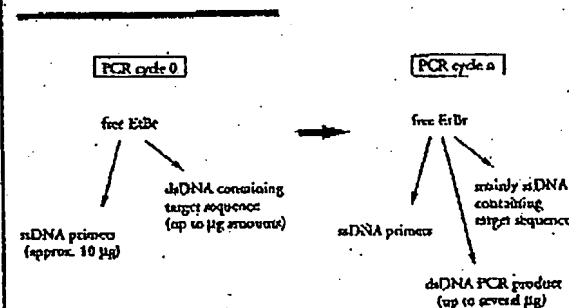 PCR cycle 0
free EtBr
dsDNA containing
target sequence
(up to µg amounts)
ssDNA primers
(approx. 10 µg)
PCR cycle n
free EtBr
mainly ssDNA
containing
target sequence
ssDNA primers
dsDNA PCR product
(up to several µg)